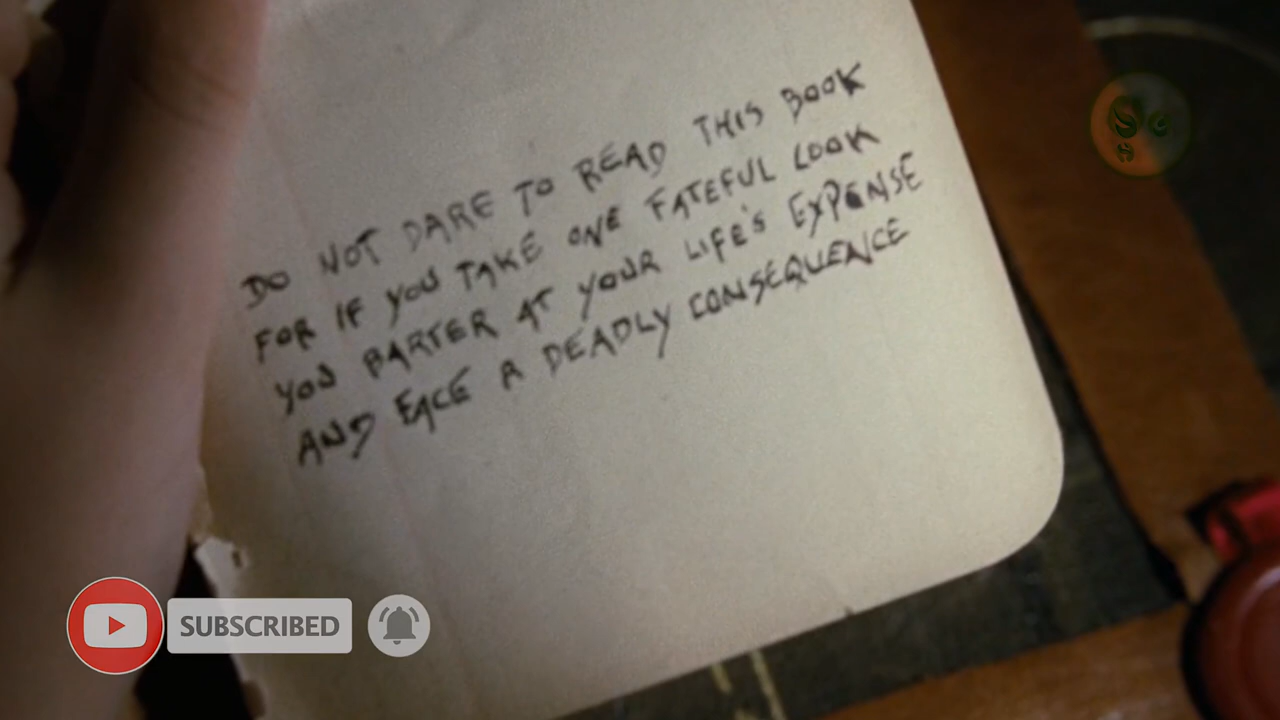 DO NOT DARE TO READ THIS BOOK
FOR IF YOU TAKE ONE FATEFUL LOOK
YOU BARTER AT YOUR LIFE'S EXPENSE
AND FACE A DEADLY CONSEQUENCE
SUBSCRIBED